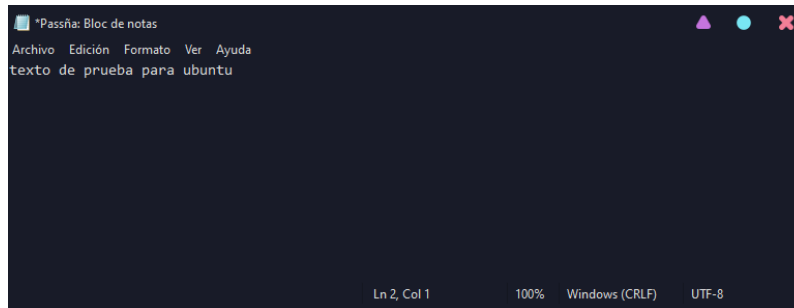 *Passña: Bloc de notas
Archivo Edición Formato Ver Ayuda
texto de prueba para ubuntu
Ln 2, Col 1 100% Windows (CRLF) UTF-8